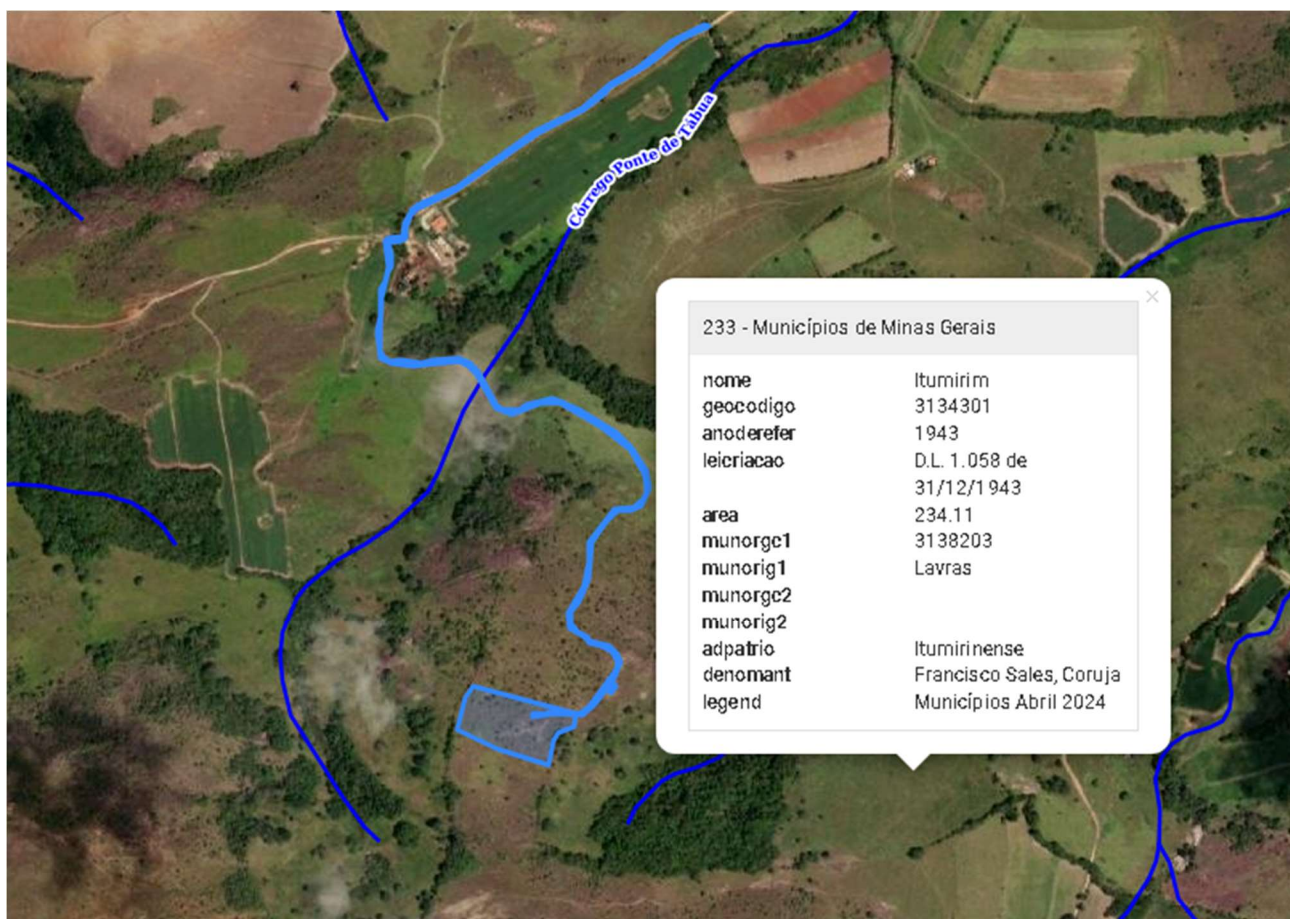 Córrego Ponte de Tábua
×
233 - Municípios de Minas Gerais
nome Itumirim
geocodigo 3134301
anoderefer 1943
leicriacao D.L. 1.058 de
31/12/1943
area 234.11
munorgc1 3138203
munorig1 Lavras
munorgc2
munorig2
adpatrio Itumirinense
denomant Francisco Sales, Coruja
legend Municípios Abril 2024